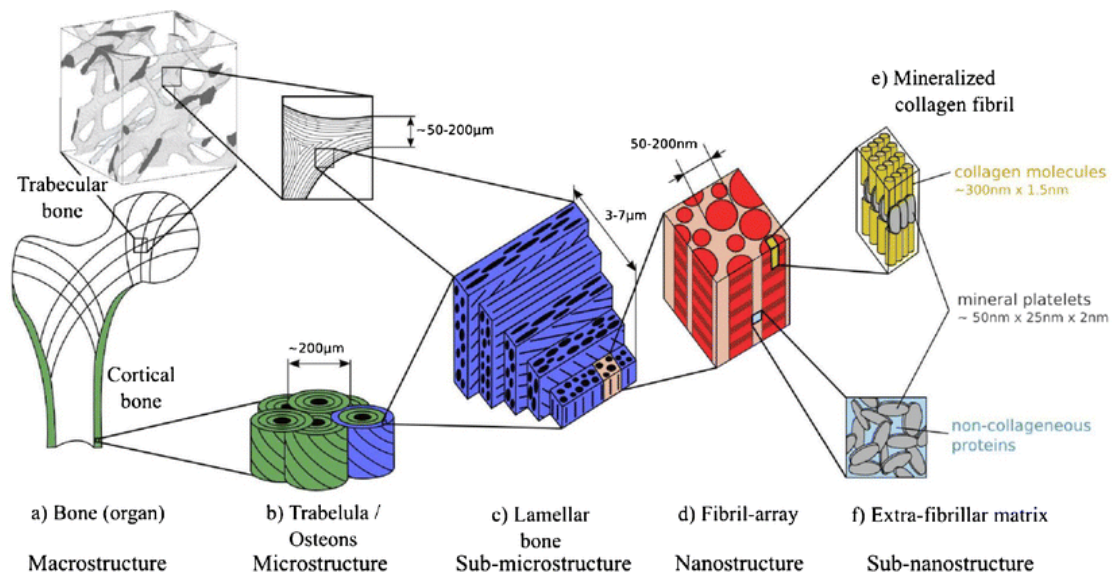 e) Mineralized
collagen fibril
~50-200µm
50-200nm
collagen molecules
~300nm x 1.5nm
Trabecular
bone
3-7µm
mineral platelets
~ 50nm x 25nm x 2nm
~200µm
Cortical
bone
non-collageneous
proteins
a) Bone (organ)
b) Trabelula /
Osteons
c) Lamellar
bone
d) Fibril-array
f) Extra-fibrillar matrix
Macrostructure
Microstructure
Sub-microstructure
Nanostructure
Sub-nanostructure